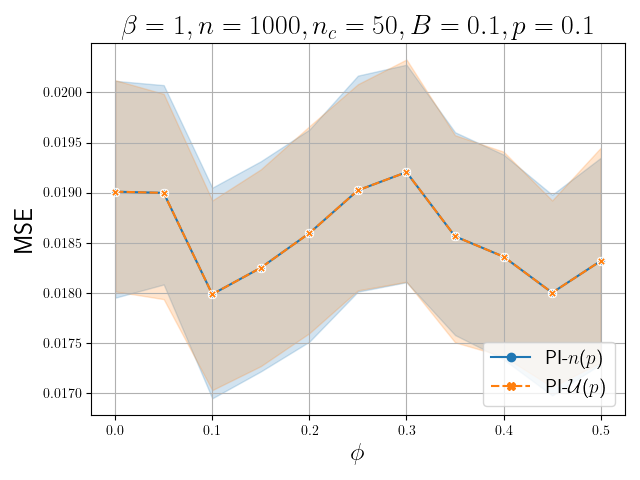 β = 1, n = 1000, n_c = 50, B = 0.1, p = 0.1
MSE
0.0200
0.0195
0.0190
0.0185
0.0180
0.0175
0.0170
PI-n(p)
PI-𝒰(p)
0.0 0.1 0.2 0.3 0.4 0.5
ϕ